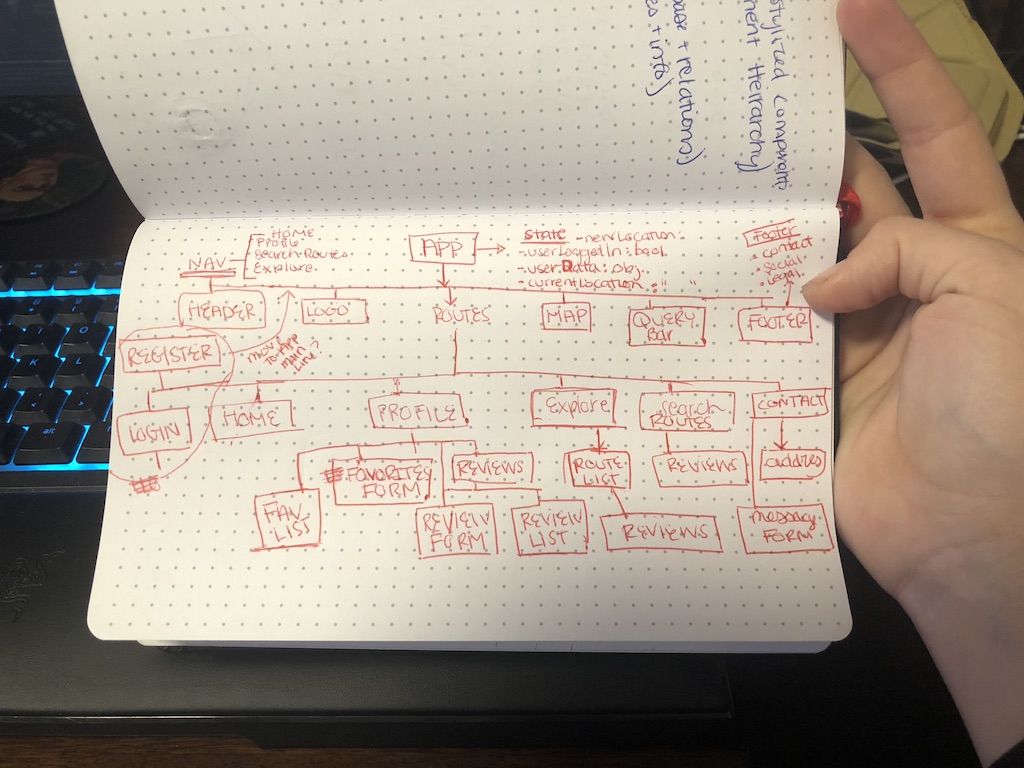 stylized component
ment Heirarchy)
base + relations)
es + info)
HOME
Profile
Search Routes
Explore
NAV
APP
state - newLocation:
- userLoggedIn: bool
- userData: obj
- currentLocation: " "
Footer
- contact
- social
- legal
HEADER
LOGO
ROUTES
MAP
QUERY
Bar
FOOTER
REGISTER
move
To App
main
Line?
LOGIN
HOME
PROFILE
Explore
Search
ROUTES
CONTACT
FAVORITES
FORM
REVIEWS
ROUTE
LIST
REVIEWS
address
FAV
LIST
REVIEW
FORM
REVIEW
LIST
REVIEWS
Message
FORM